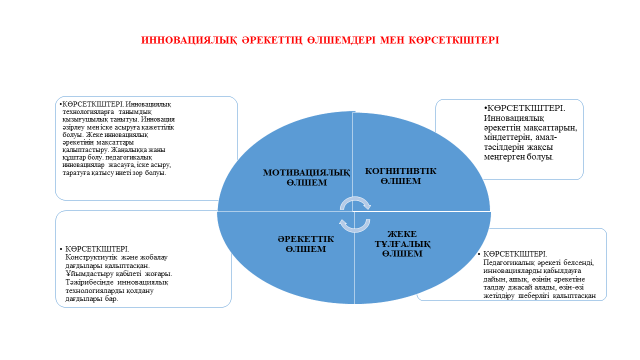 ИННОВАЦИЯЛЫҚ ӘРЕКЕТТІҢ ӨЛШЕМДЕРІ МЕН КӨРСЕТКІШТЕРІ
•КӨРСЕТКІШТЕРІ. Инновациялық
технологияларға танымдық
қызығушылық танытуы. Инновация
әзірлеу мен іске асыруға қажеттілік
болуы. Жеке инновациялық
әрекетінің мақсаттары
қалыптастыру. Жаңалыққа жаны
құштар болу. педагогикалық
инновациялар жасауға, іске асыру,
таратуға қатысу ниеті зор болуы.
•КӨРСЕТКІШТЕРІ.
Инновациялық
әрекеттің мақсаттарын,
міндеттерін, амал-
тәсілдерін жақсы
меңгерген болуы.
МОТИВАЦИЯЛЫҚ
ӨЛШЕМ
КОГНИТИВТІК
ӨЛШЕМ
ӘРЕКЕТТІК
ӨЛШЕМ
ЖЕКЕ
ТҰЛҒАЛЫҚ
ӨЛШЕМ
• КӨРСЕТКІШТЕРІ.
Конструктиутік және жобалау
дағдылары қалыптасқан.
Ұйымдастыру қабілеті жоғары.
Тәжірибесінде инновациялық
технологияларды қолдану
дағдылары бар.
• КӨРСЕТКІШТЕРІ.
Педагогикалық әрекеті белсенді,
инновацияларды қабылдауға
дайын, ашық, өзінің әрекетіне
талдау джасай алады, өзін-өзі
жетілдіру шеберлігі қалыптасқан